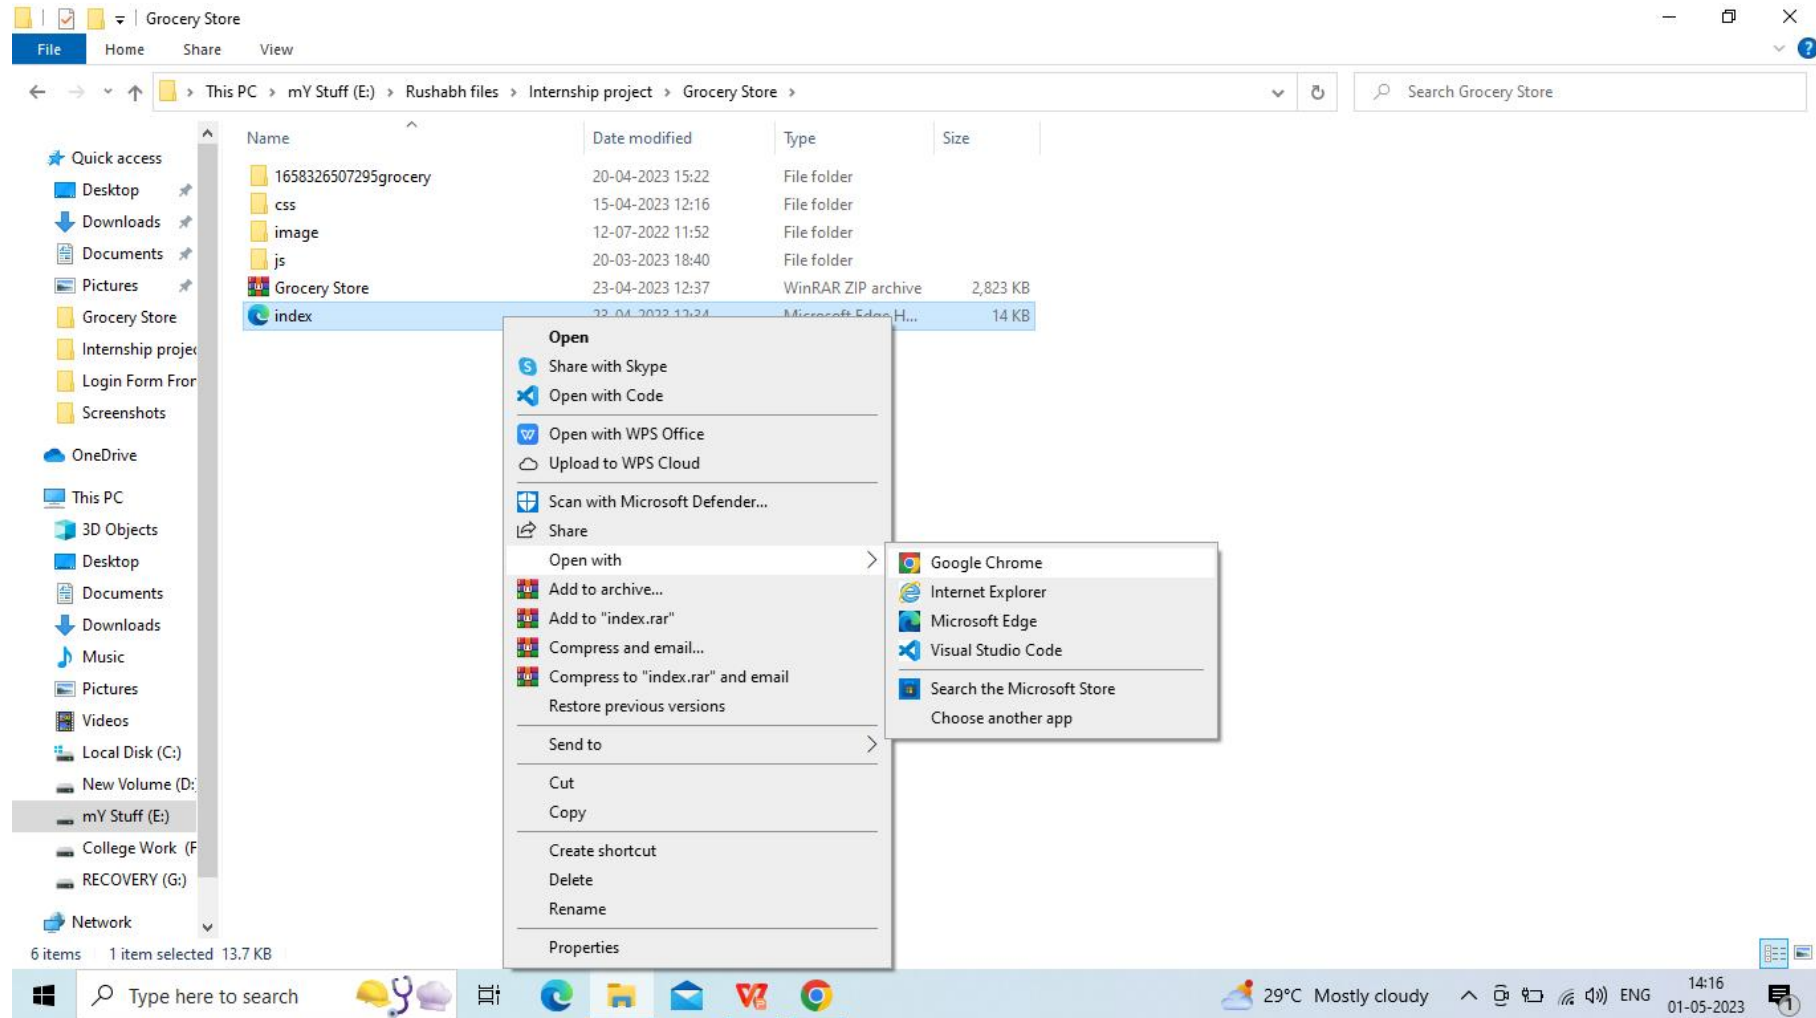 Grocery Store
File Home Share View
This PC > mY Stuff (E:) > Rushabh files > Internship project > Grocery Store >
Search Grocery Store
Quick access
Desktop
Downloads
Documents
Pictures
Grocery Store
Internship projec
Login Form Fron
Screenshots
OneDrive
This PC
3D Objects
Desktop
Documents
Downloads
Music
Pictures
Videos
Local Disk (C:)
New Volume (D:
mY Stuff (E:)
College Work (F
RECOVERY (G:)
Network
Name Date modified Type Size
1658326507295grocery 20-04-2023 15:22 File folder
css 15-04-2023 12:16 File folder
image 12-07-2022 11:52 File folder
js 20-03-2023 18:40 File folder
Grocery Store 23-04-2023 12:37 WinRAR ZIP archive 2,823 KB
index 23-04-2023 12:34 Microsoft Edge H... 14 KB
Open
Share with Skype
Open with Code
Open with WPS Office
Upload to WPS Cloud
Scan with Microsoft Defender...
Share
Open with
Add to archive...
Add to "index.rar"
Compress and email...
Compress to "index.rar" and email
Restore previous versions
Send to
Cut
Copy
Create shortcut
Delete
Rename
Properties
Google Chrome
Internet Explorer
Microsoft Edge
Visual Studio Code
Search the Microsoft Store
Choose another app
6 items 1 item selected 13.7 KB
Type here to search
29°C Mostly cloudy
ENG
14:16
01-05-2023
1